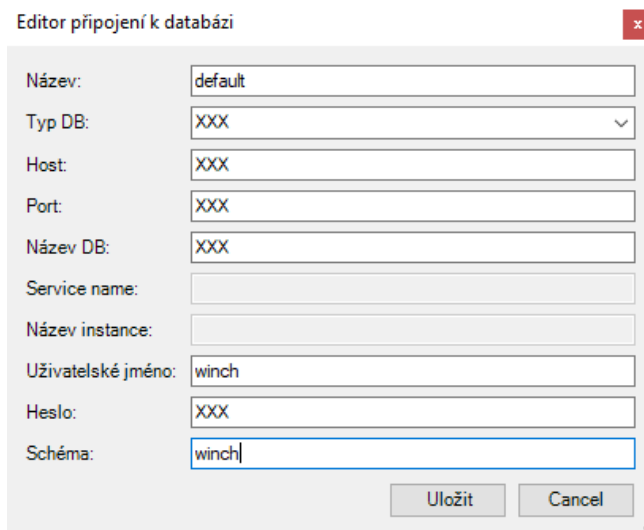 Editor připojení k databázi
x
Název: default
Typ DB: XXX
Host: XXX
Port: XXX
Název DB: XXX
Service name:
Název instance:
Uživatelské jméno: winch
Heslo: XXX
Schéma: winch
Uložit Cancel